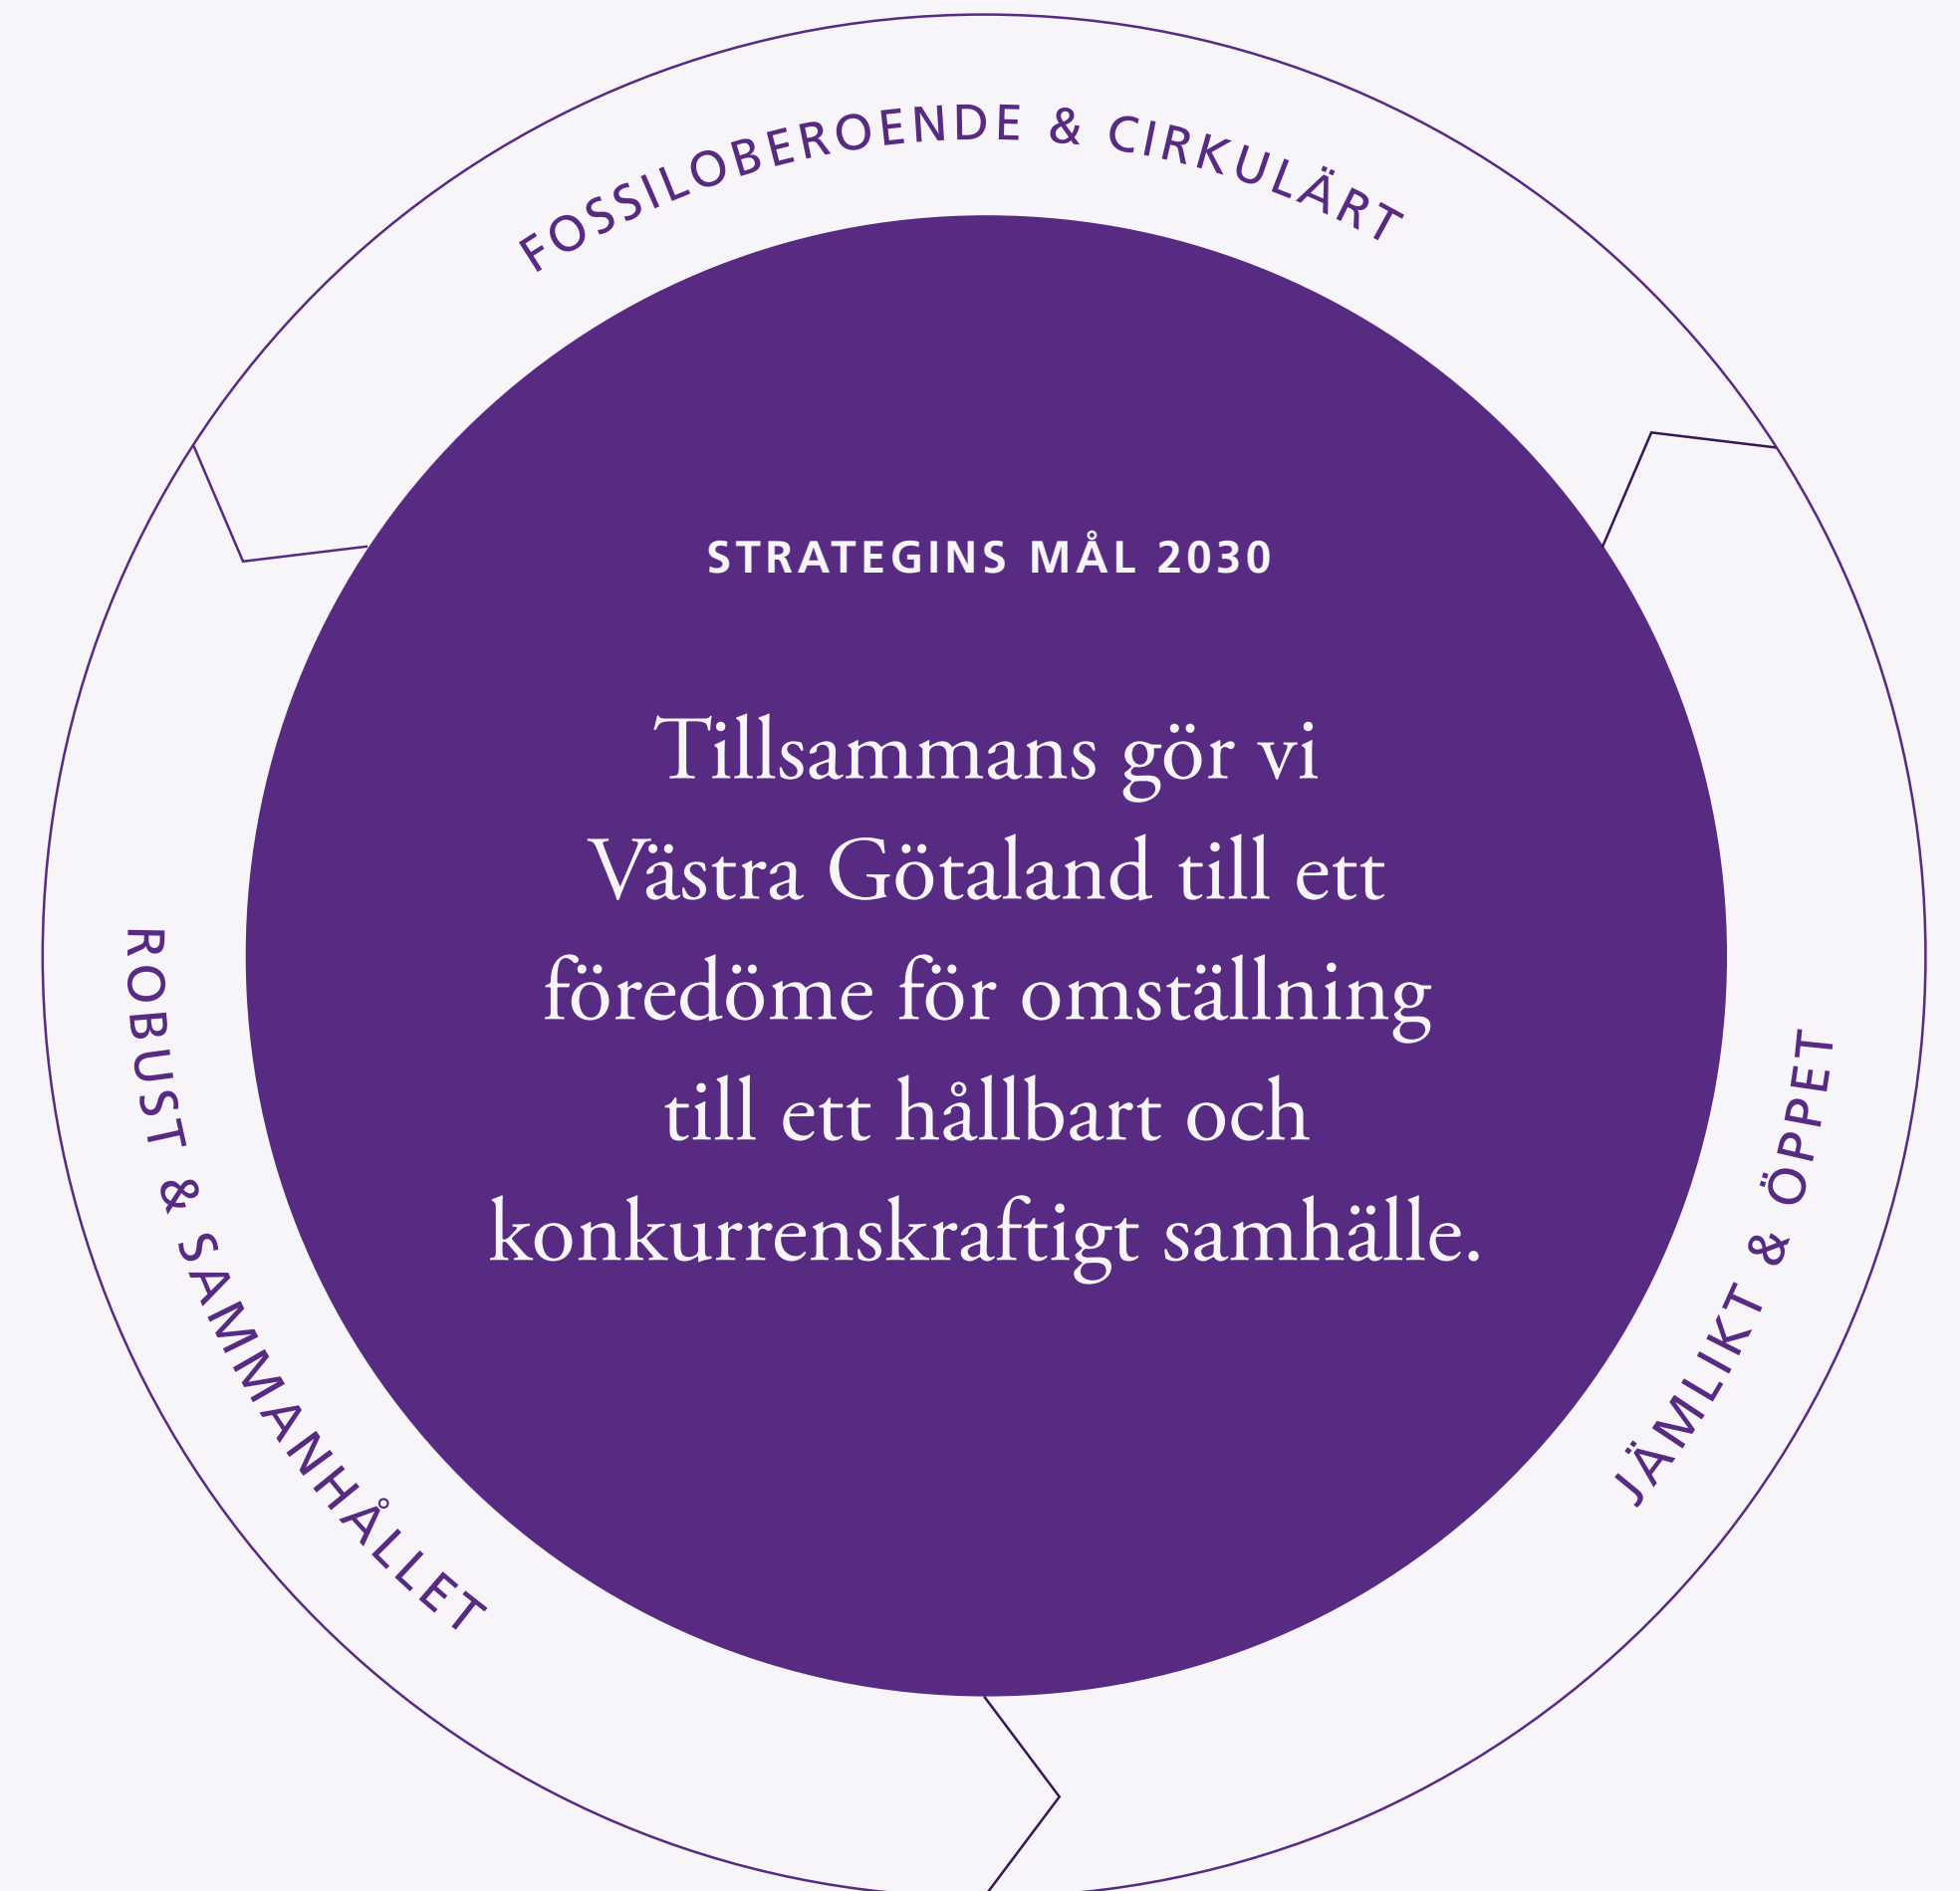 FOSSILOBEROENDE & CIRKULÄRT
STRATEGINS MÅL 2030
Tillsammans gör vi
Västra Götaland till ett
föredöme för omställning
till ett hållbart och
konkurrenskraftigt samhälle.
ROBUST & SAMMANHÅLLET
JÄMLIKT & ÖPPET